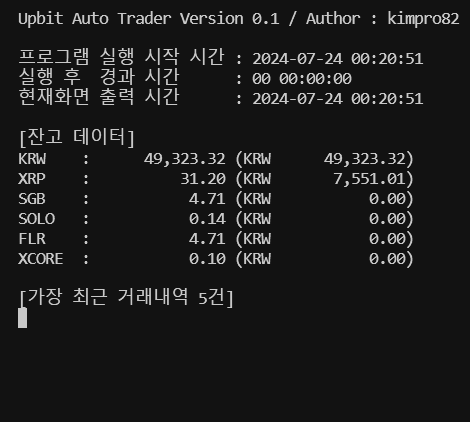 Upbit Auto Trader Version 0.1 / Author : kimpro82
프로그램 실행 시작 시간 : 2024-07-24 00:20:51
실행 후  경과 시간      : 00 00:00:00
현재화면 출력 시간      : 2024-07-24 00:20:51
[잔고 데이터]
KRW    :      49,323.32 (KRW      49,323.32)
XRP    :          31.20 (KRW       7,551.01)
SGB    :           4.71 (KRW           0.00)
SOLO   :           0.14 (KRW           0.00)
FLR    :           4.71 (KRW           0.00)
XCORE  :           0.10 (KRW           0.00)
[가장 최근 거래내역 5건]